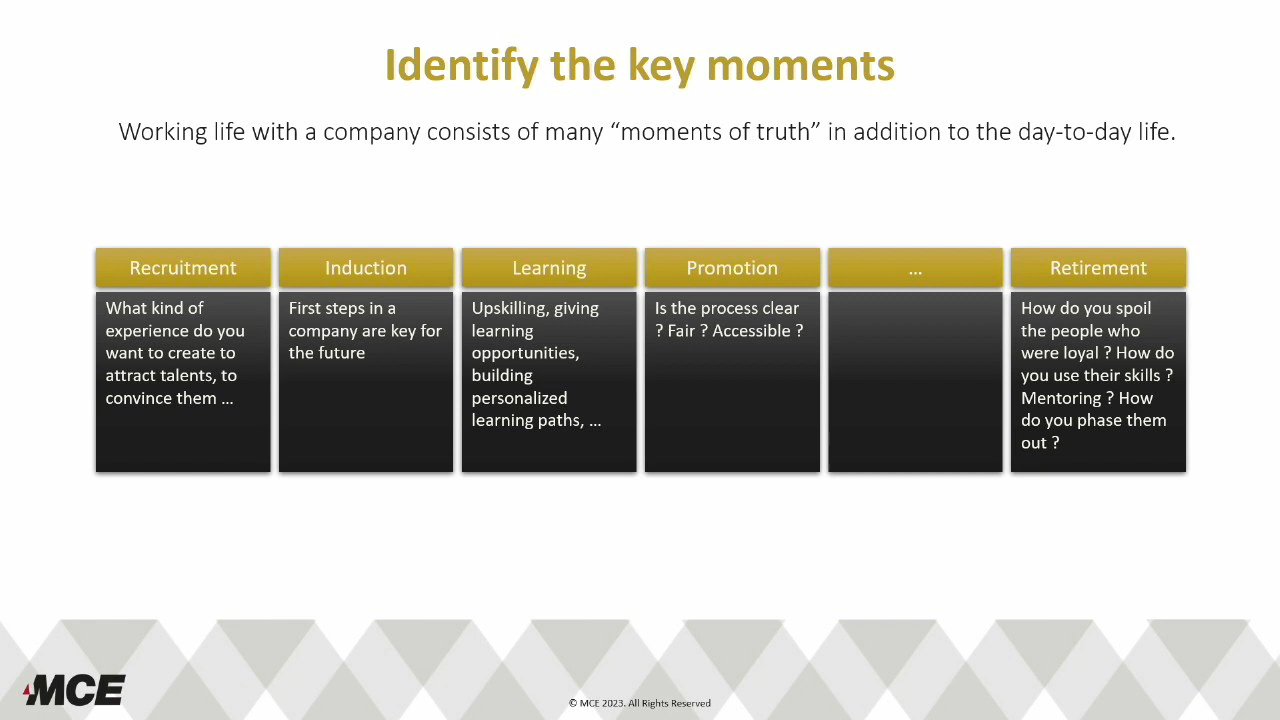 Identify the key moments
Working life with a company consists of many “moments of truth” in addition to the day-to-day life.
Recruitment
What kind of
experience do you
want to create to
attract talents, to
convince them …
Induction
First steps in a
company are key for
the future
Learning
Upskilling, giving
learning
opportunities,
building
personalized
learning paths, …
Promotion
Is the process clear
? Fair ? Accessible ?
…
Retirement
How do you spoil
the people who
were loyal ? How do
you use their skills ?
Mentoring ? How
do you phase them
out ?
MCE
© MCE 2023. All Rights Reserved